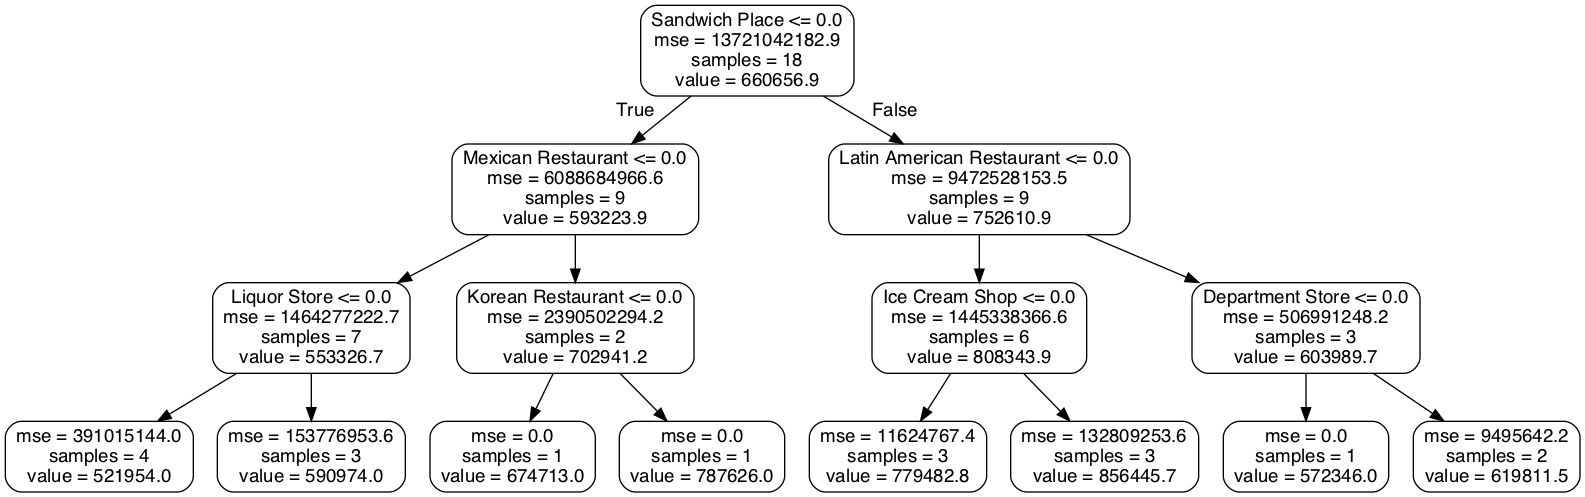 Sandwich Place <= 0.0
mse = 13721042182.9
samples = 18
value = 660656.9
True
False
Mexican Restaurant <= 0.0
mse = 6088684966.6
samples = 9
value = 593223.9
Latin American Restaurant <= 0.0
mse = 9472528153.5
samples = 9
value = 752610.9
Liquor Store <= 0.0
mse = 1464277222.7
samples = 7
value = 553326.7
Korean Restaurant <= 0.0
mse = 2390502294.2
samples = 2
value = 702941.2
Ice Cream Shop <= 0.0
mse = 1445338366.6
samples = 6
value = 808343.9
Department Store <= 0.0
mse = 506991248.2
samples = 3
value = 603989.7
mse = 391015144.0
samples = 4
value = 521954.0
mse = 153776953.6
samples = 3
value = 590974.0
mse = 0.0
samples = 1
value = 674713.0
mse = 0.0
samples = 1
value = 787626.0
mse = 11624767.4
samples = 3
value = 779482.8
mse = 132809253.6
samples = 3
value = 856445.7
mse = 0.0
samples = 1
value = 572346.0
mse = 9495642.2
samples = 2
value = 619811.5